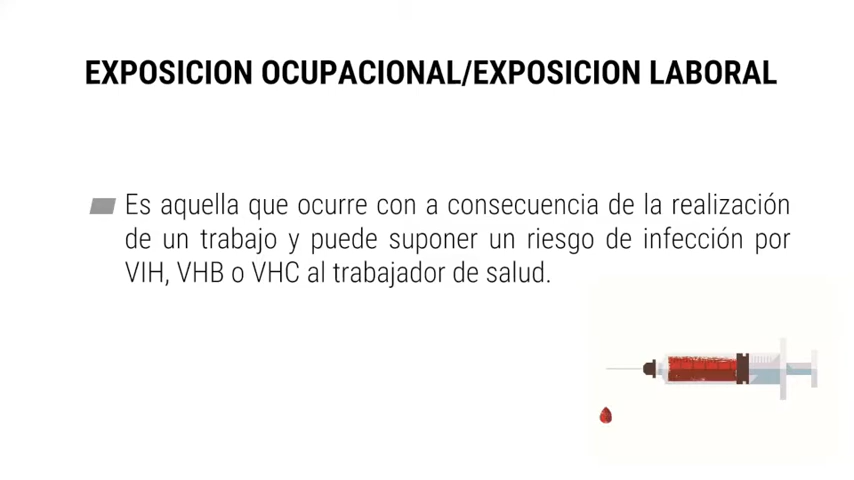 EXPOSICION OCUPACIONAL/EXPOSICION LABORAL
Es aquella que ocurre con a consecuencia de la realización
de un trabajo y puede suponer un riesgo de infección por
VIH, VHB o VHC al trabajador de salud.